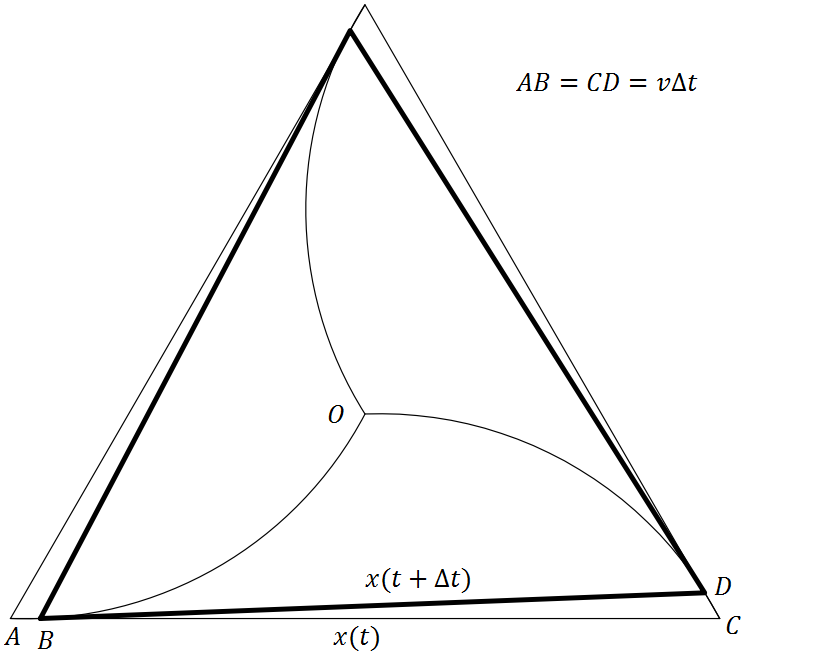 AB = CD = vΔt
O
x(t + Δt)
D
A B
x(t)
C